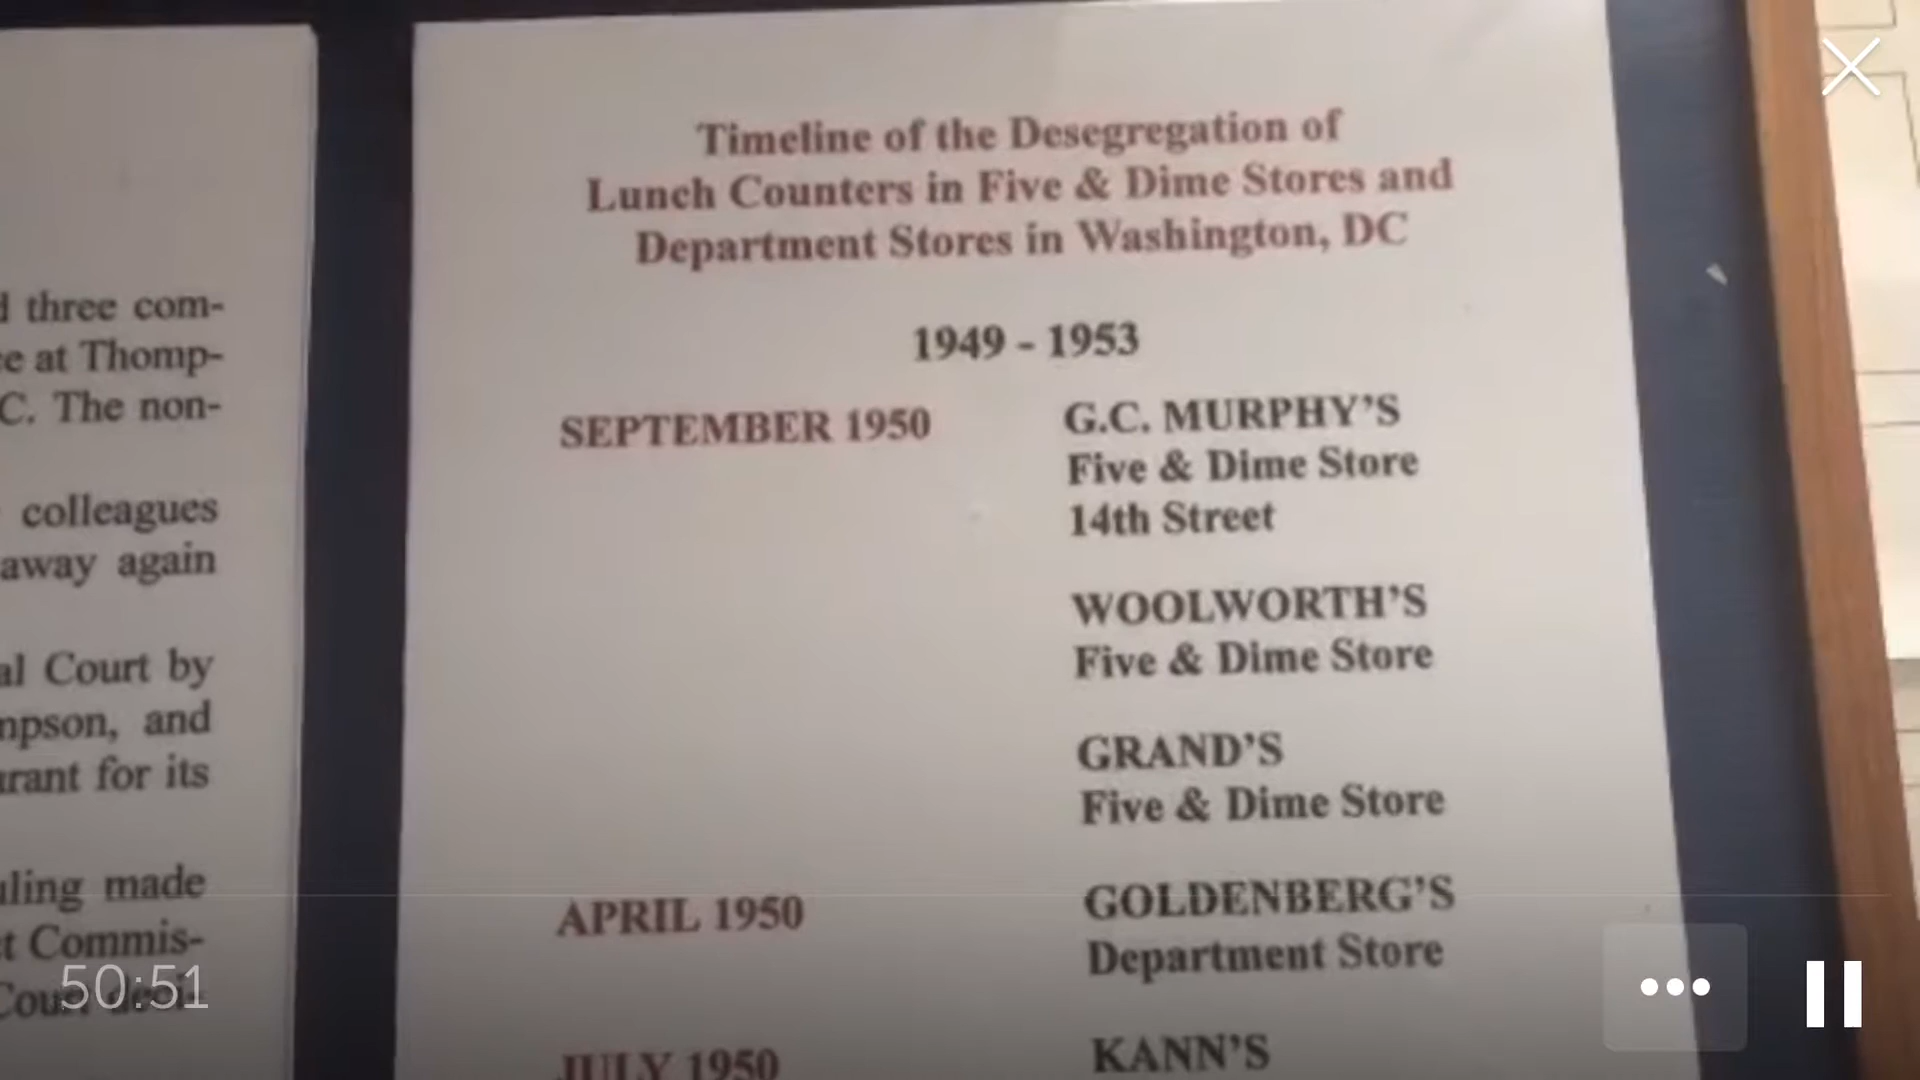 three com-
at Thomp-
C. The non-
colleagues
away again
Court by
and
for its
made
Commis-
Timeline of the Desegregation of
Lunch Counters in Five & Dime Stores and
Department Stores in Washington, DC
1949 - 1953
SEPTEMBER 1950 G.C. MURPHY'S
Five & Dime Store
14th Street
WOOLWORTH'S
Five & Dime Store
GRAND'S
Five & Dime Store
APRIL 1950 GOLDENBERG'S
Department Store
JULY 1950 KANN'S
50:51